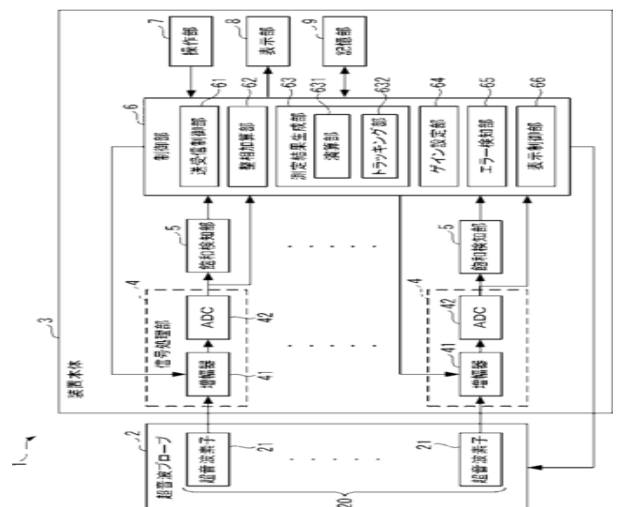 1
超音波プローブ
2
超音波素子
21
超音波素子
21
20
装置本体
3
信号処理部
4
増幅器
41
ADC
42
飽和検知部
5
4
増幅器
41
ADC
42
飽和検知部
5
制御部
6
送受信制御部
61
整相加算部
62
測定結果生成部
63
演算部
631
トラッキング部
632
ゲイン設定部
64
エラー検知部
65
表示制御部
66
操作部
7
表示部
8
記憶部
9